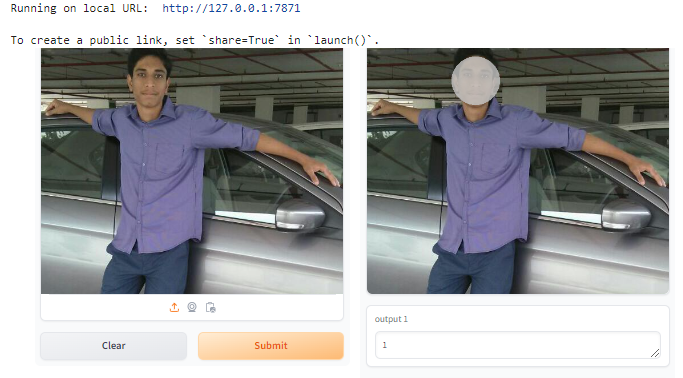 Running on local URL:  http://127.0.0.1:7871
To create a public link, set `share=True` in `launch()`.
Clear
Submit
output 1
1